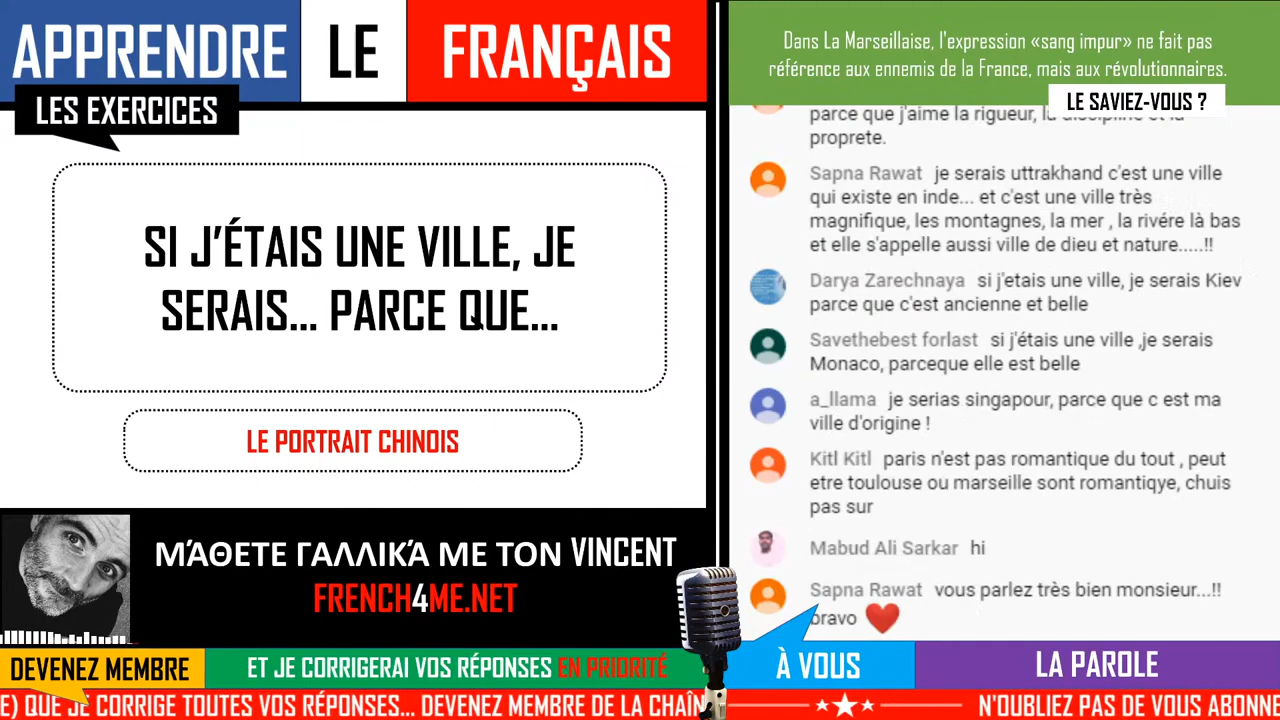 APPRENDRE LE FRANÇAIS
LES EXERCICES
SI J'ÉTAIS UNE VILLE, JE
SERAIS... PARCE QUE...
LE PORTRAIT CHINOIS
ΜΆΘΕΤΕ ΓΑΛΛΙΚΆ ΜΕ ΤΟΝ VINCENT
FRENCH4ME.NET
DEVENEZ MEMBRE
ET JE CORRIGERAI VOS RÉPONSES EN PRIORITÉ
Dans La Marseillaise, l'expression «sang impur» ne fait pas
référence aux ennemis de la France, mais aux révolutionnaires.
LE SAVIEZ-VOUS ?
parce que j'aime la rigueur, la discipline et la
proprete.
Sapna Rawat je serais uttrakhand c'est une ville
qui existe en inde... et c'est une ville très
magnifique, les montagnes, la mer , la rivére là bas
et elle s'appelle aussi ville de dieu et nature.....!!
Darya Zarechnaya si j'etais une ville, je serais Kiev
parce que c'est ancienne et belle
Savethebest forlast si j'étais une ville ,je serais
Monaco, parceque elle est belle
a_llama je serias singapour, parce que c est ma
ville d'origine !
Kitl Kitl paris n'est pas romantique du tout , peut
etre toulouse ou marseille sont romantiqye, chuis
pas sur
Mabud Ali Sarkar hi
Sapna Rawat vous parlez très bien monsieur...!!
bravo ❤
À VOUS
LA PAROLE
E) QUE JE CORRIGE TOUTES VOS RÉPONSES... DEVENEZ MEMBRE DE LA CHAÎN
N'OUBLIEZ PAS DE VOUS ABONNE